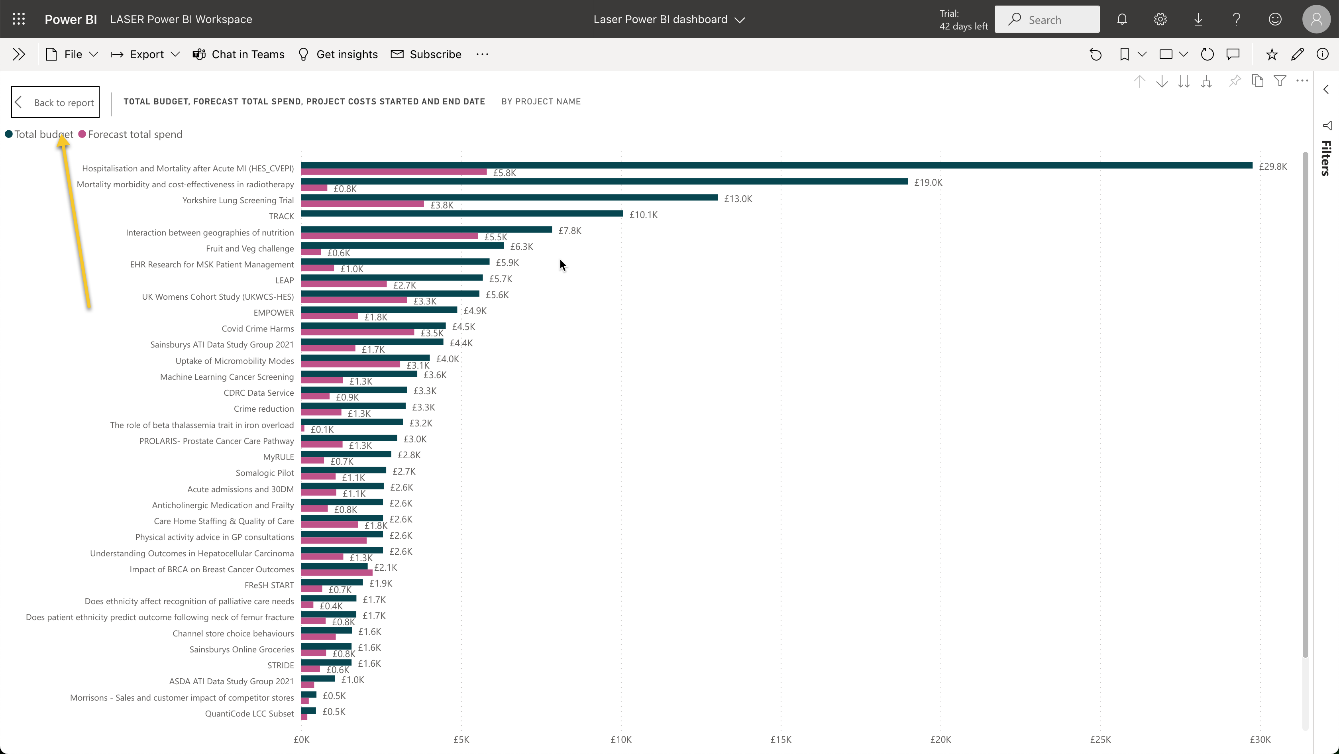 Power BI LASER Power BI Workspace Laser Power BI dashboard Trial: 42 days left Search
File Export Chat in Teams Get insights Subscribe
Back to report TOTAL BUDGET, FORECAST TOTAL SPEND, PROJECT COSTS STARTED AND END DATE BY PROJECT NAME
Total budget Forecast total spend
Filters
Hospitalisation and Mortality after Acute MI (HES_CVEPI) £29.8K £5.8K
Mortality morbidity and cost-effectiveness in radiotherapy £19.0K £0.8K
Yorkshire Lung Screening Trial £13.0K £3.8K
TRACK £10.1K
Interaction between geographies of nutrition £7.8K £5.5K
Fruit and Veg challenge £6.3K £0.6K
EHR Research for MSK Patient Management £5.9K £1.0K
LEAP £5.7K £2.7K
UK Womens Cohort Study (UKWCS-HES) £5.6K £3.3K
EMPOWER £4.9K £1.8K
Covid Crime Harms £4.5K £3.5K
Sainsburys ATI Data Study Group 2021 £4.4K £1.7K
Uptake of Micromobility Modes £4.0K £3.1K
Machine Learning Cancer Screening £3.6K £1.3K
CDRC Data Service £3.3K £0.9K
Crime reduction £3.3K £1.3K
The role of beta thalassemia trait in iron overload £3.2K £0.1K
PROLARIS- Prostate Cancer Care Pathway £3.0K £1.3K
MyRULE £2.8K £0.7K
Somalogic Pilot £2.7K £1.1K
Acute admissions and 30DM £2.6K £1.1K
Anticholinergic Medication and Frailty £2.6K £0.8K
Care Home Staffing & Quality of Care £2.6K £1.8K
Physical activity advice in GP consultations £2.6K
Understanding Outcomes in Hepatocellular Carcinoma £2.6K £1.3K
Impact of BRCA on Breast Cancer Outcomes £2.1K
FReSH START £1.9K £0.7K
Does ethnicity affect recognition of palliative care needs £1.7K £0.4K
Does patient ethnicity predict outcome following neck of femur fracture £1.7K £0.8K
Channel store choice behaviours £1.6K
Sainsburys Online Groceries £1.6K £0.8K
STRIDE £1.6K £0.6K
ASDA ATI Data Study Group 2021 £1.0K
Morrisons - Sales and customer impact of competitor stores £0.5K
QuantiCode LCC Subset £0.5K
£0K £5K £10K £15K £20K £25K £30K